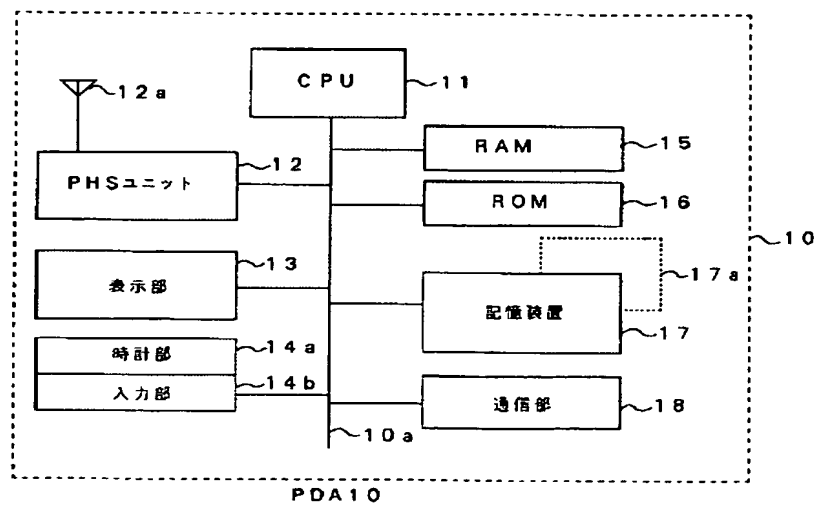 CPU
11
12a
RAM
15
PHSユニット
12
ROM
16
10
表示部
13
17a
記憶装置
17
時計部
14a
入力部
14b
通信部
18
10a
PDA10